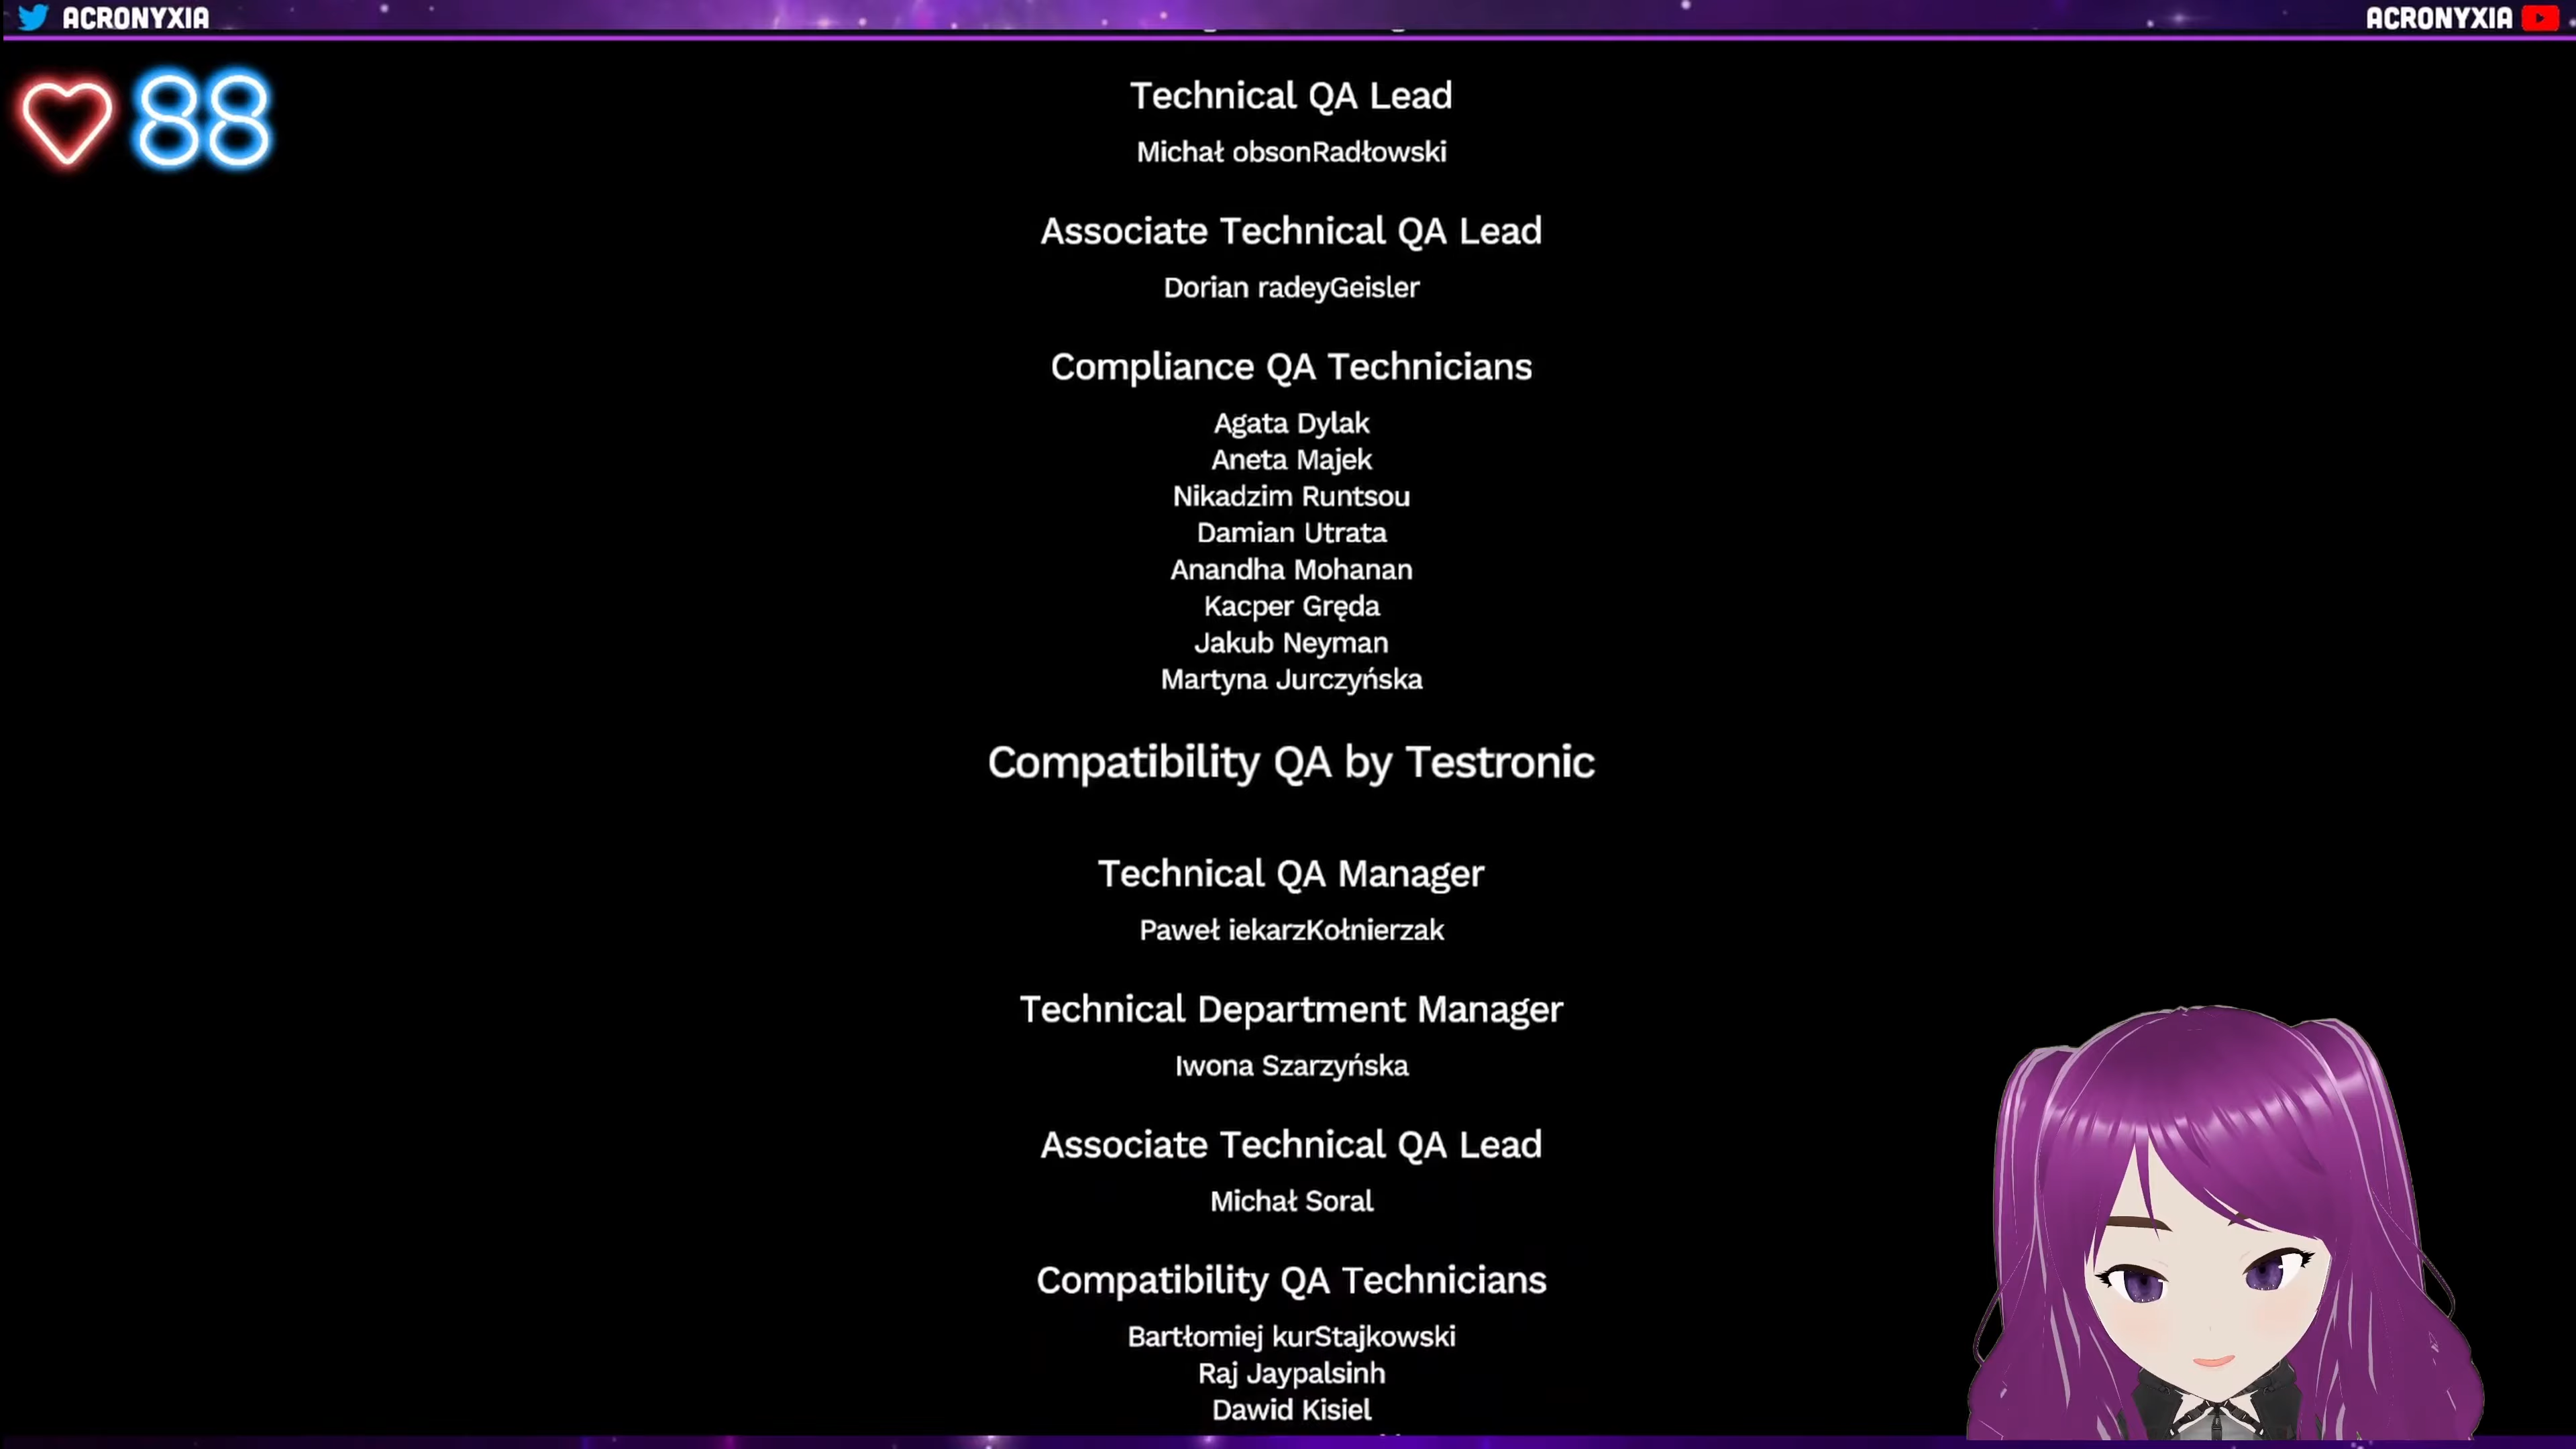 ACRONYXIA
ACRONYXIA
88
Technical QA Lead
Michał obsonRadłowski
Associate Technical QA Lead
Dorian radeyGeisler
Compliance QA Technicians
Agata Dylak
Aneta Majek
Nikadzim Runtsou
Damian Utrata
Anandha Mohanan
Kacper Gręda
Jakub Neyman
Martyna Jurczyńska
Compatibility QA by Testronic
Technical QA Manager
Paweł iekarzKołnierzak
Technical Department Manager
Iwona Szarzyńska
Associate Technical QA Lead
Michał Soral
Compatibility QA Technicians
Bartłomiej kurStajkowski
Raj Jaypalsinh
Dawid Kisiel